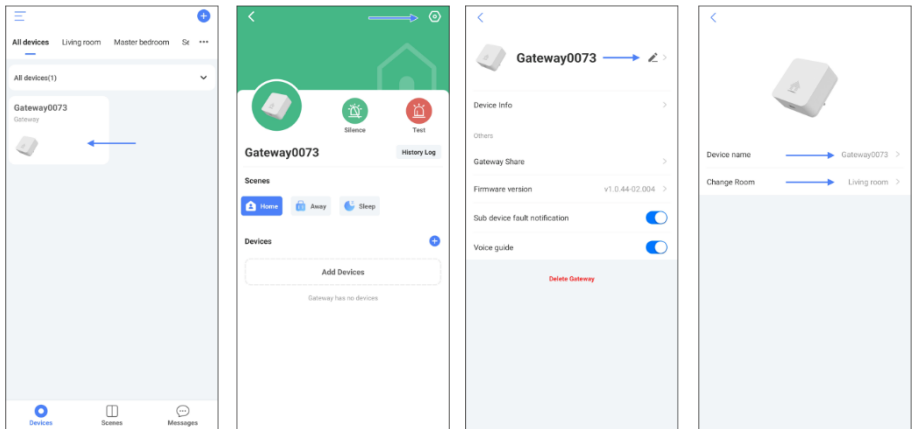 All devices Living room Master bedroom Se
All devices(1)
Gateway0073
Gateway
Devices Scenes Messages
Silence Test
Gateway0073 History Log
Scenes
Home Away Sleep
Devices
Add Devices
Gateway has no devices
Gateway0073
Device Info
Others
Gateway Share
Firmware version v1.0.44-02.004
Sub device fault notification
Voice guide
Delete Gateway
Device name Gateway0073
Change Room Living room